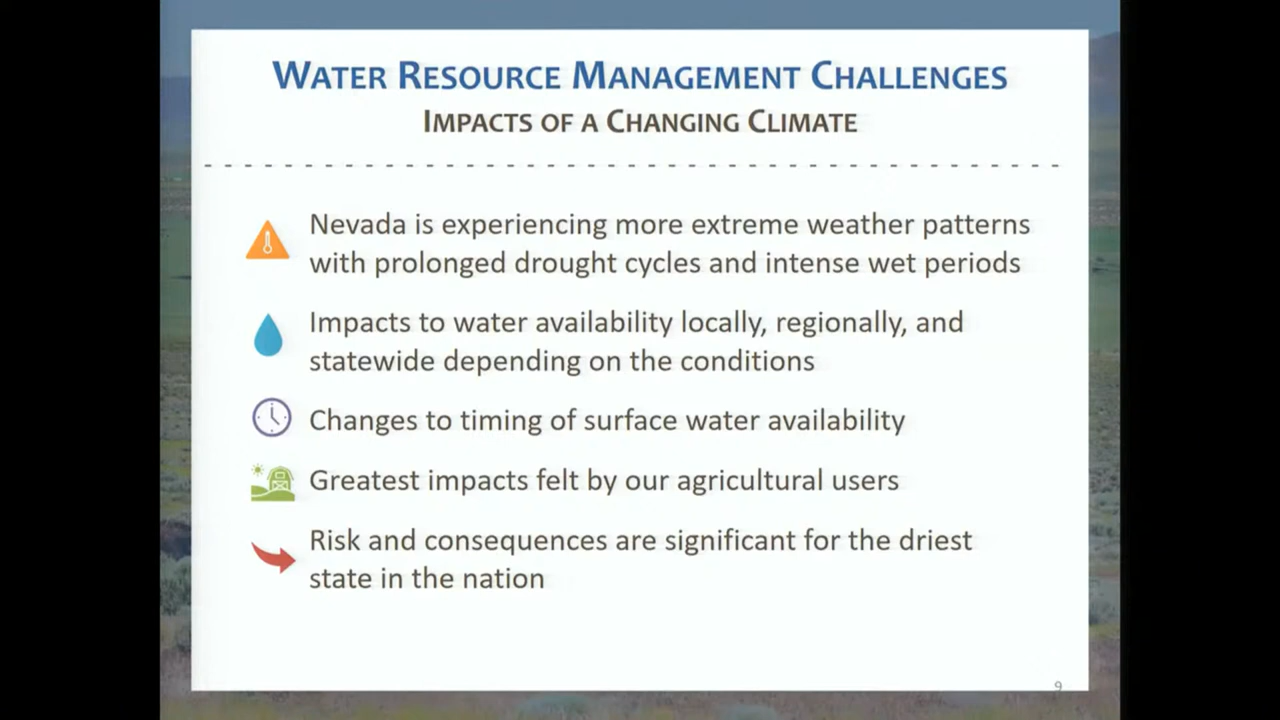 WATER RESOURCE MANAGEMENT CHALLENGES
IMPACTS OF A CHANGING CLIMATE
Nevada is experiencing more extreme weather patterns
with prolonged drought cycles and intense wet periods
Impacts to water availability locally, regionally, and
statewide depending on the conditions
Changes to timing of surface water availability
Greatest impacts felt by our agricultural users
Risk and consequences are significant for the driest
state in the nation
9